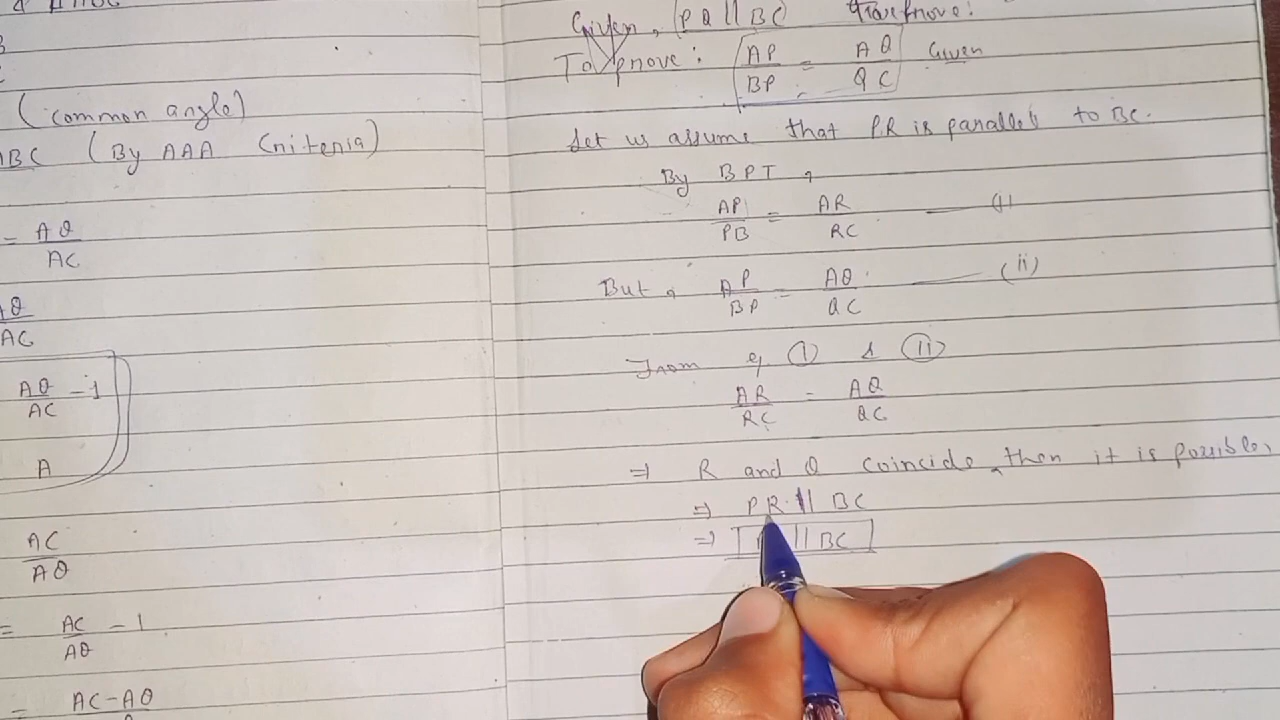 B
(common angle)
ABC (By AAA Criteria)
= AQ
AC
AQ
AC
AQ - 1
AC
A
AC
AQ
= AC - 1
AQ
= AC-AQ
Given, PQ || BC To prove:
To prove: AP = AQ Given
BP QC
Let us assume that PR is parallel to BC.
By BPT,
AP = AR (i)
PB RC
But, AP = AQ (ii)
BP QC
From eq (I) & (II)
AR = AQ
RC QC
⇒ R and Q coincide, then it is possible,
⇒ PR || BC
⇒ || BC